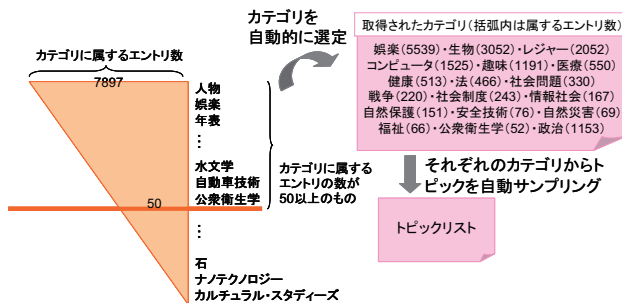 カテゴリに属するエントリ数
7897
人物
娯楽
年表
⋮
水文学
自動車技術
公衆衛生学
50
⋮
石
ナノテクノロジー
カルチュラル・スタディーズ
カテゴリに属する
エントリの数が
50以上のもの
カテゴリを
自動的に選定
取得されたカテゴリ(括弧内は属するエントリ数)
娯楽(5539)・生物(3052)・レジャー(2052)
コンピュータ(1525)・趣味(1191)・医療(550)
健康(513)・法(466)・社会問題(330)
戦争(220)・社会制度(243)・情報社会(167)
自然保護(151)・安全技術(76)・自然災害(69)
福祉(66)・公衆衛生学(52)・政治(1153)
それぞれのカテゴリからト
ピックを自動サンプリング
トピックリスト